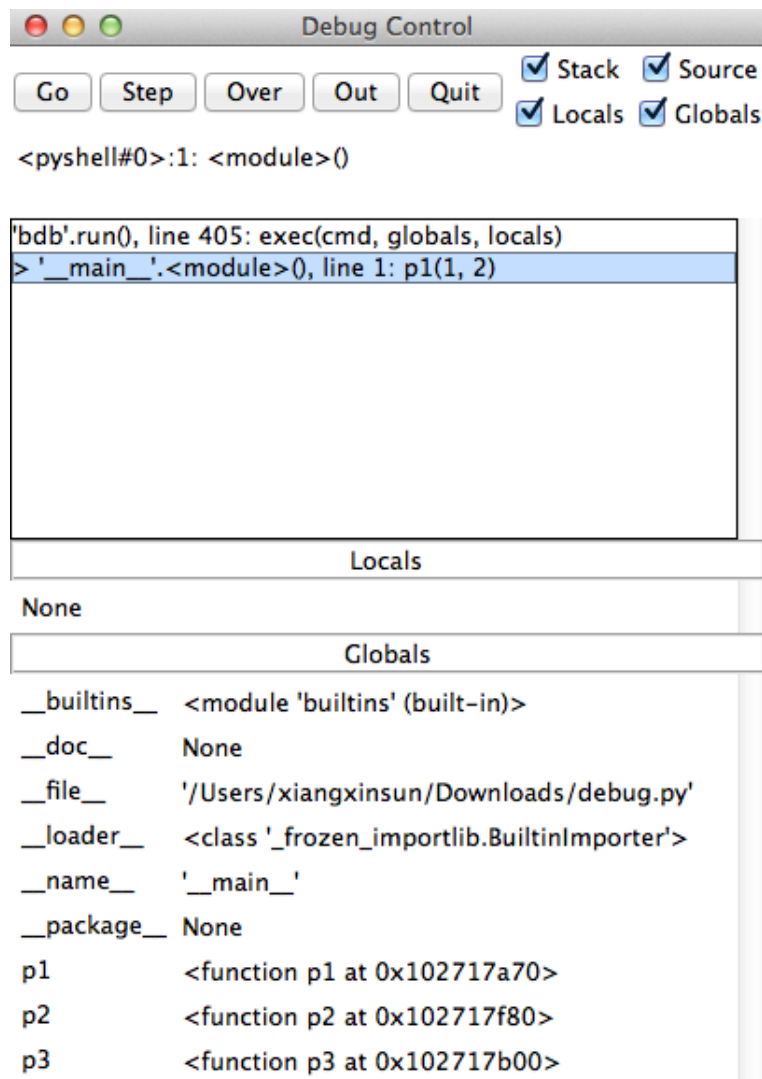 Debug Control
Go Step Over Out Quit Stack Source
Locals Globals
<pyshell#0>:1: <module>()
'bdb'.run(), line 405: exec(cmd, globals, locals)
> '__main__'.<module>(), line 1: p1(1, 2)
Locals
None
Globals
__builtins__ <module 'builtins' (built-in)>
__doc__ None
__file__ '/Users/xiangxinsun/Downloads/debug.py'
__loader__ <class '_frozen_importlib.BuiltinImporter'>
__name__ '__main__'
__package__ None
p1 <function p1 at 0x102717a70>
p2 <function p2 at 0x102717f80>
p3 <function p3 at 0x102717b00>